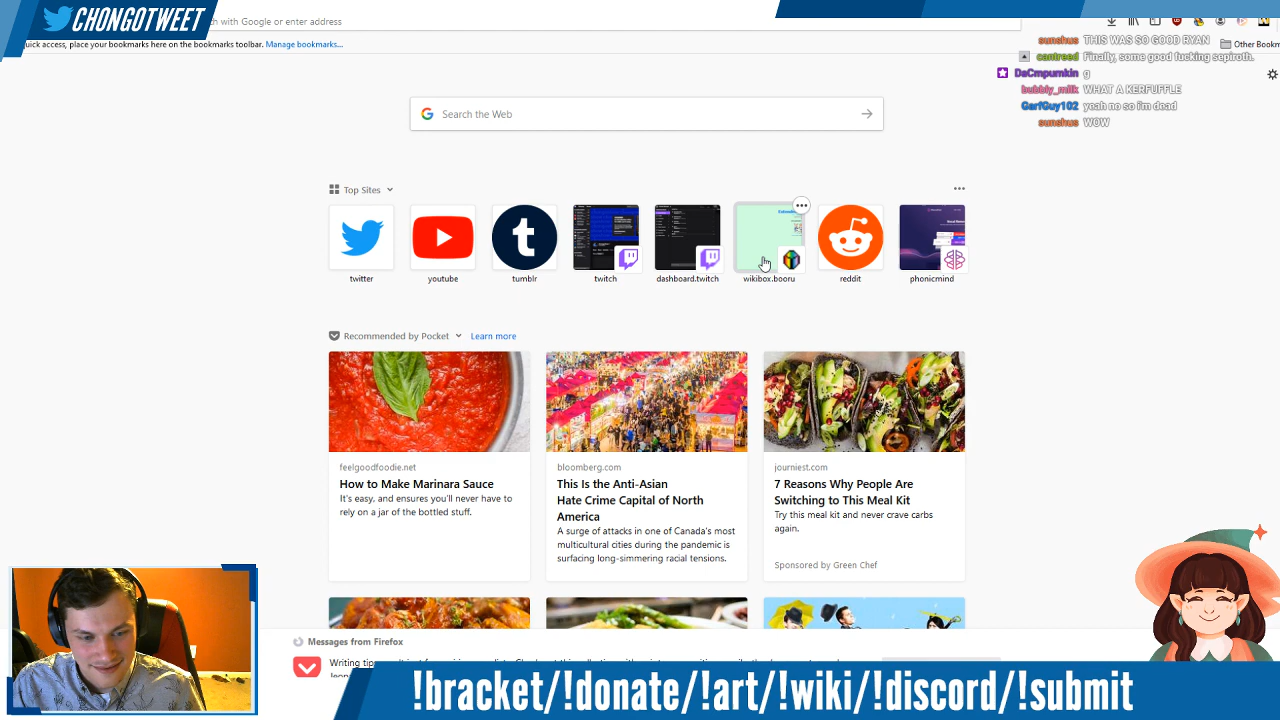 CHONGOTWEET
with Google or enter address
quick access, place your bookmarks here on the bookmarks toolbar. Manage bookmarks...
Other Bookm
sunshus THIS WAS SO GOOD RYAN
cantreed Finally, some good fucking sepiroth.
DaCmpumkin g
bubbly_milk WHAT A KERFUFFLE
GarfGuy102 yeah no so i'm dead
sunshus WOW
Search the Web
Top Sites
twitter
youtube
tumblr
twitch
dashboard.twitch
wikibox.booru
reddit
phonicmind
Recommended by Pocket
Learn more
feelgoodfoodie.net
How to Make Marinara Sauce
It's easy, and ensures you'll never have to
rely on a jar of the bottled stuff.
bloomberg.com
This Is the Anti-Asian
Hate Crime Capital of North
America
A surge of attacks in one of Canada's most
multicultural cities during the pandemic is
surfacing long-simmering racial tensions.
journiest.com
7 Reasons Why People Are
Switching to This Meal Kit
Try this meal kit and never crave carbs
again.
Sponsored by Green Chef
Messages from Firefox
Writing tip
!bracket/!donate/!art/!wiki/!discord/!submit